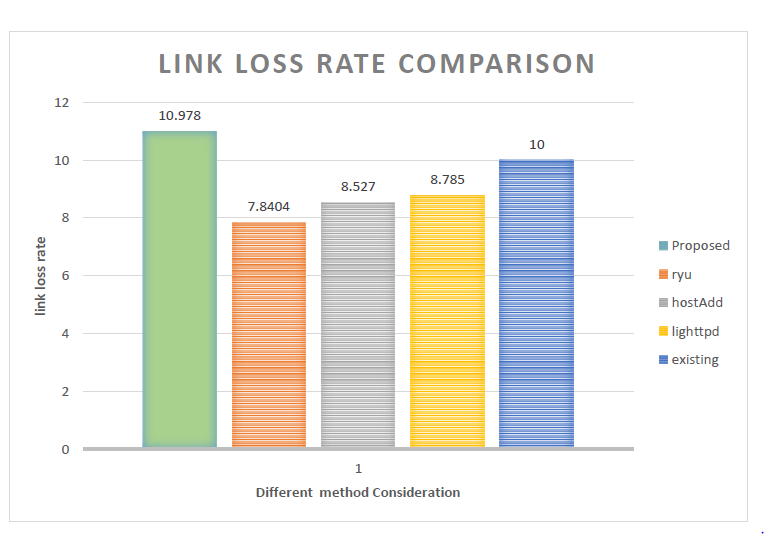 LINK LOSS RATE COMPARISON
12
10
8
6
4
2
0
link loss rate
10.978
7.8404
8.527
8.785
10
1
Different method Consideration
Proposed
ryu
hostAdd
lighttpd
existing